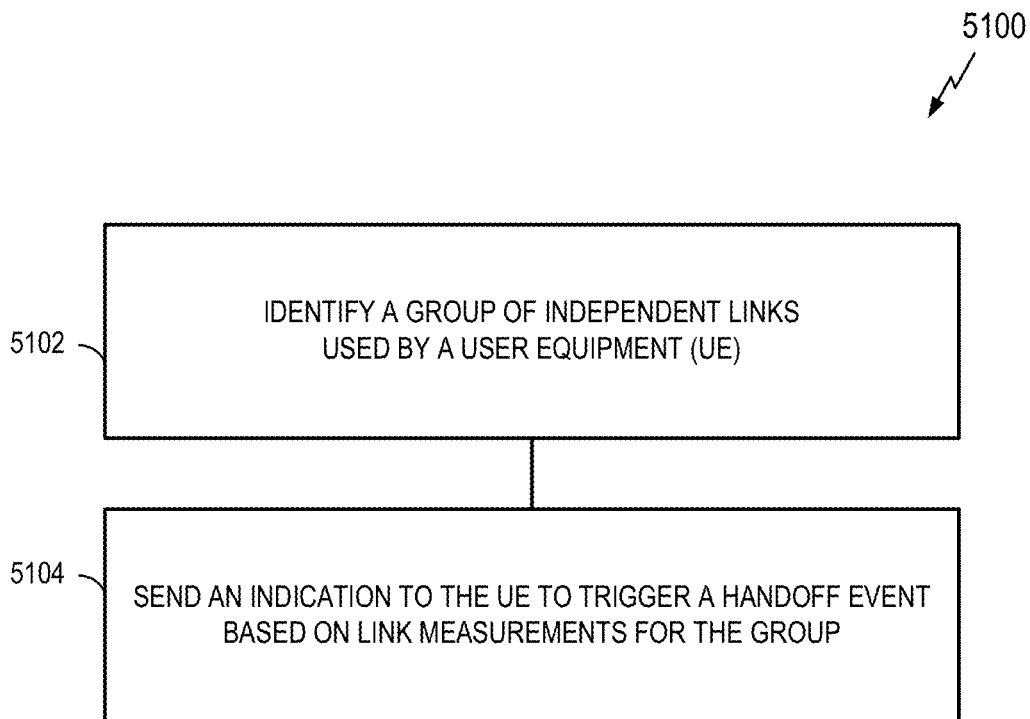 5100
5102
IDENTIFY A GROUP OF INDEPENDENT LINKS
USED BY A USER EQUIPMENT (UE)
5104
SEND AN INDICATION TO THE UE TO TRIGGER A HANDOFF EVENT
BASED ON LINK MEASUREMENTS FOR THE GROUP